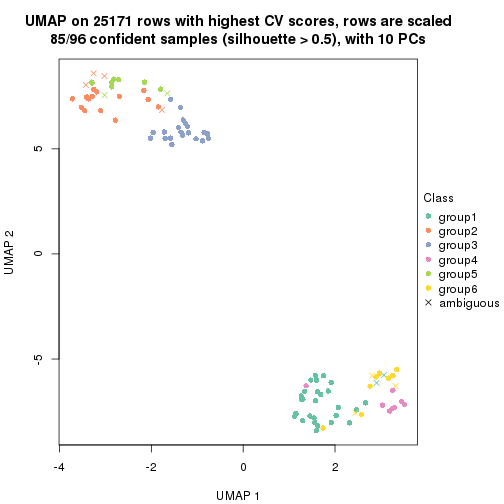 UMAP on 25171 rows with highest CV scores, rows are scaled
85/96 confident samples (silhouette > 0.5), with 10 PCs
5
0
-5
UMAP 2
-4
-2
0
2
UMAP 1
Class
group1
group2
group3
group4
group5
group6
ambiguous